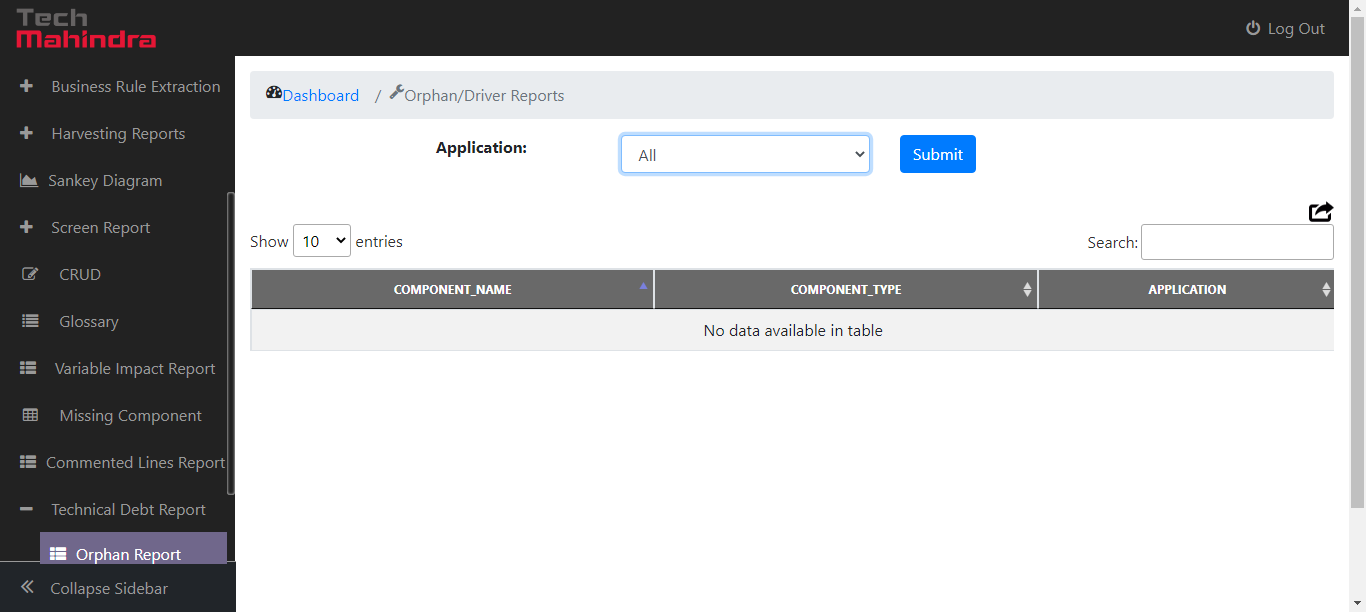 Tech
Mahindra
Log Out
Business Rule Extraction
Harvesting Reports
Sankey Diagram
Screen Report
CRUD
Glossary
Variable Impact Report
Missing Component
Commented Lines Report
Technical Debt Report
Orphan Report
Collapse Sidebar
Dashboard / Orphan/Driver Reports
Application: All Submit
Show 10 entries Search:
COMPONENT_NAME COMPONENT_TYPE APPLICATION
No data available in table